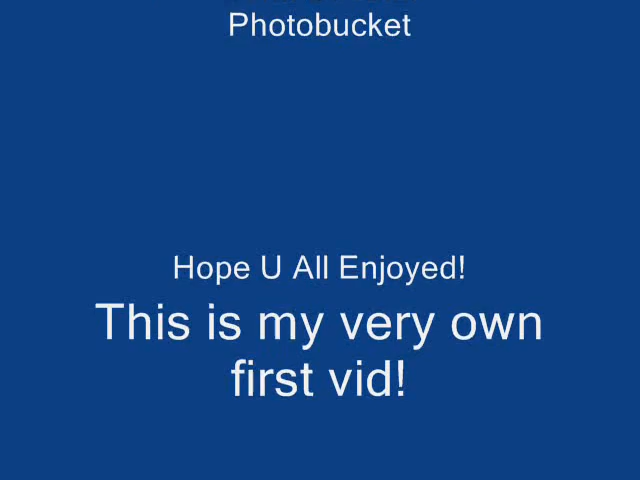 Photobucket
Hope U All Enjoyed!
This is my very own
first vid!